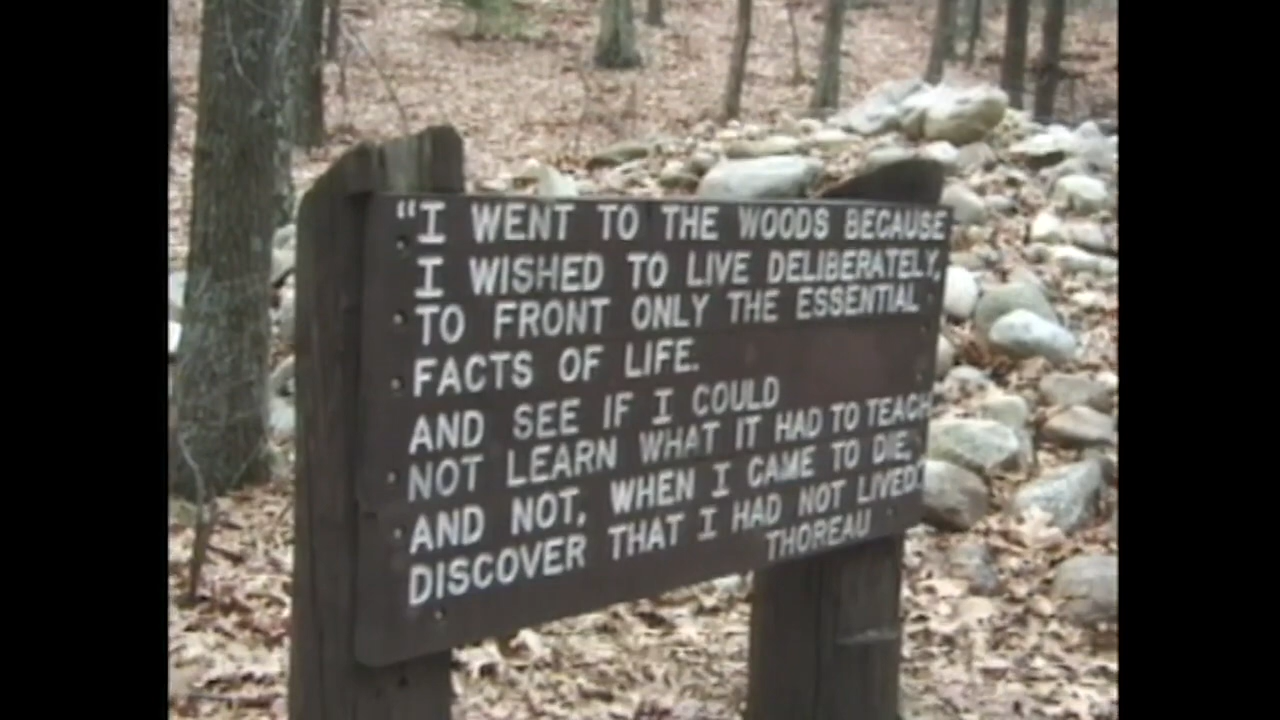 "I WENT TO THE WOODS BECAUSE
I WISHED TO LIVE DELIBERATELY,
TO FRONT ONLY THE ESSENTIAL
FACTS OF LIFE.
AND SEE IF I COULD
NOT LEARN WHAT IT HAD TO TEACH
AND NOT, WHEN I CAME TO DIE,
DISCOVER THAT I HAD NOT LIVED."
THOREAU